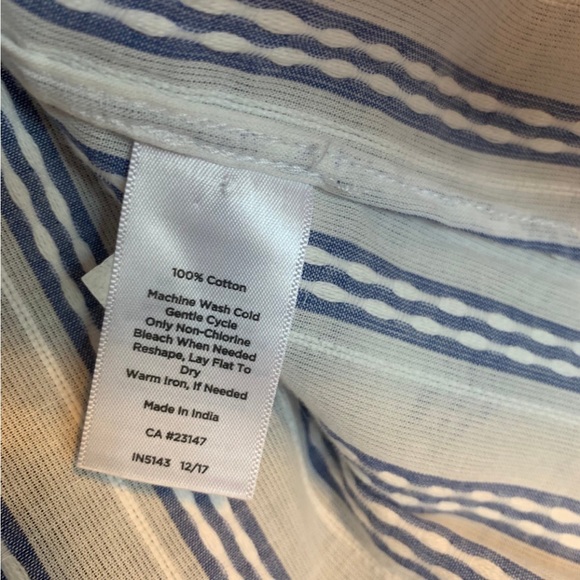 100% Cotton
Machine Wash Cold
Gentle Cycle
Only Non-Chlorine
Bleach When Needed
Reshape, Lay Flat To
Dry
Warm Iron, If Needed
Made In India
CA #23147
IN5143 12/17